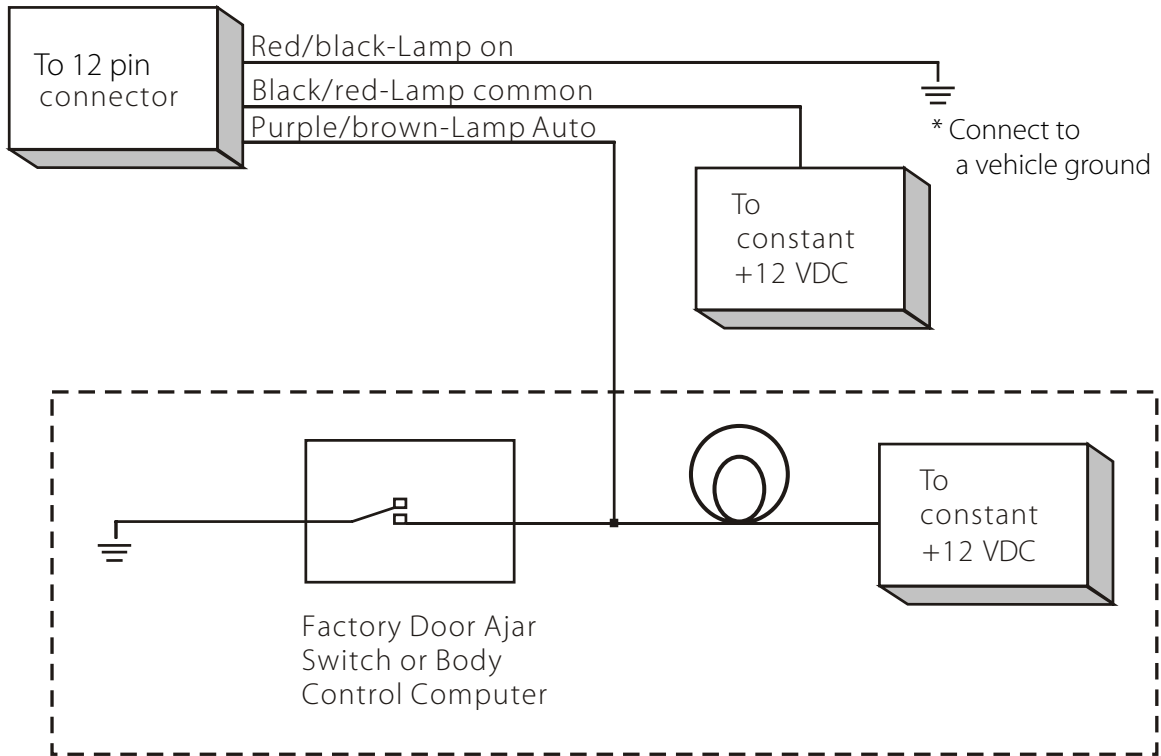 To 12 pin
connector
Red/black-Lamp on
Black/red-Lamp common
Purple/brown-Lamp Auto
* Connect to
a vehicle ground
To
constant
+12 VDC
To
constant
+12 VDC
Factory Door Ajar
Switch or Body
Control Computer